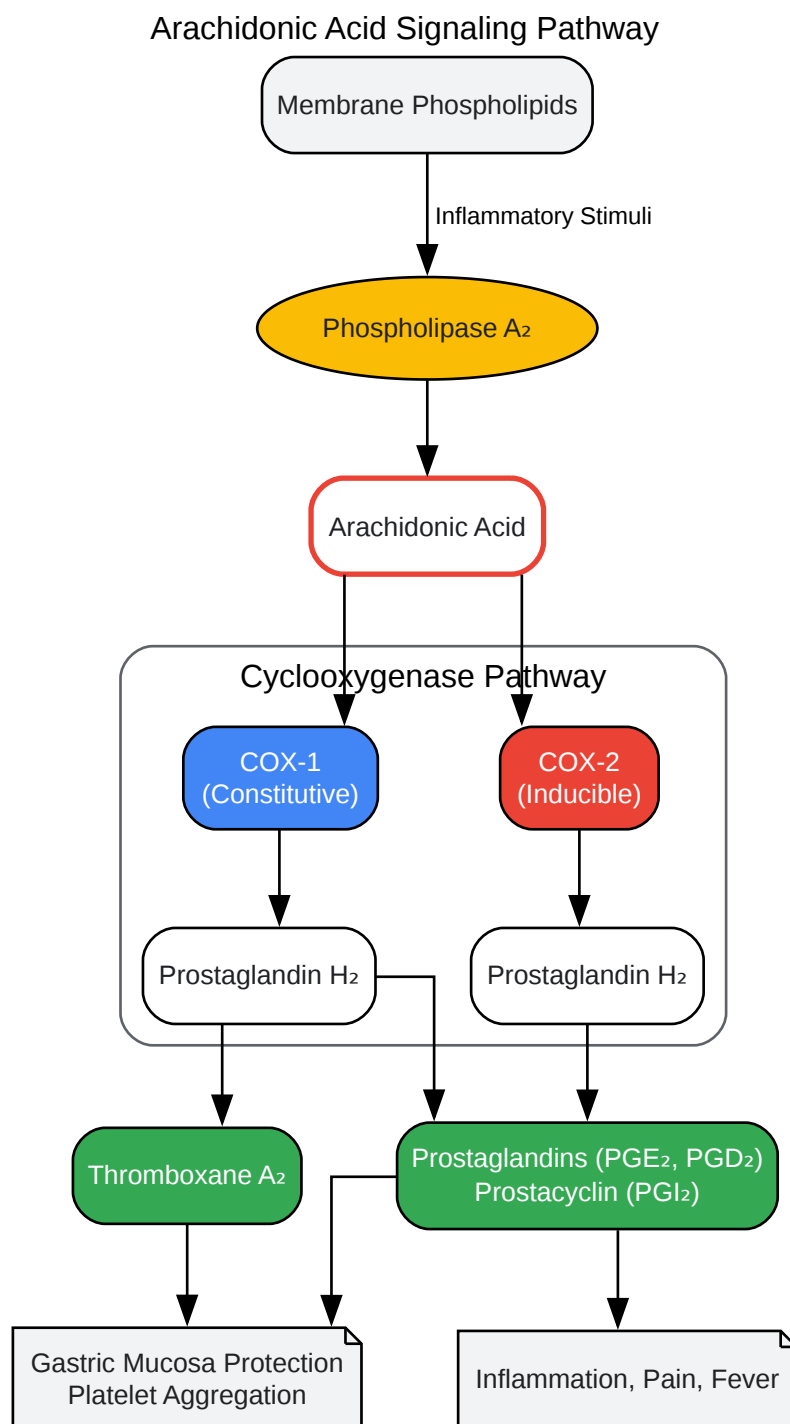 Arachidonic Acid Signaling Pathway
Membrane Phospholipids
Inflammatory Stimuli
Phospholipase A₂
Arachidonic Acid
Cyclooxygenase Pathway
COX-1
(Constitutive)
COX-2
(Inducible)
Prostaglandin H₂
Prostaglandin H₂
Thromboxane A₂
Prostaglandins (PGE₂, PGD₂)
Prostacyclin (PGI₂)
Gastric Mucosa Protection
Platelet Aggregation
Inflammation, Pain, Fever